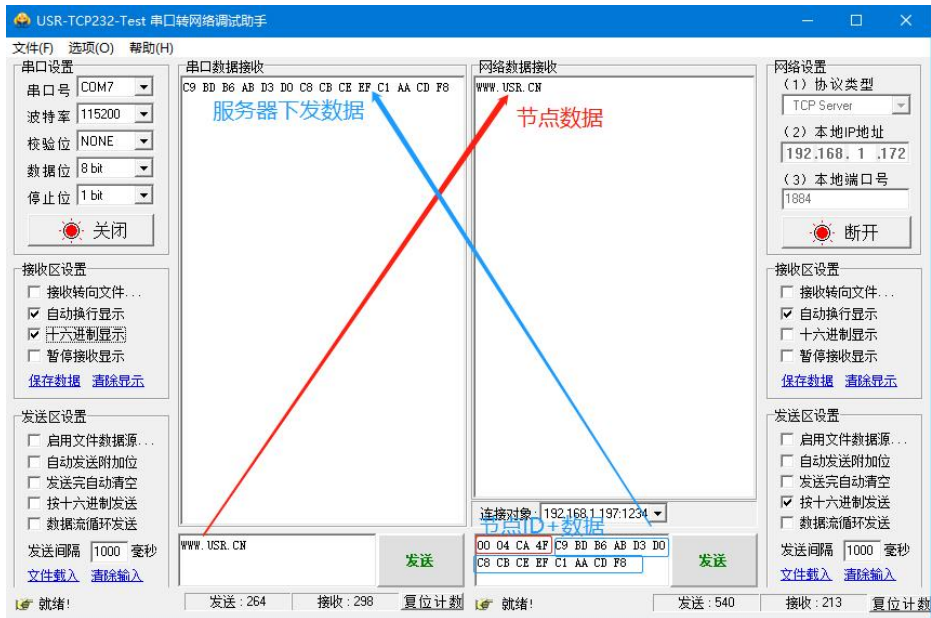 USR-TCP232-Test 串口转网络调试助手
文件(F) 选项(O) 帮助(H)
串口设置
串口号 COM7
波特率 115200
校验位 NONE
数据位 8 bit
停止位 1 bit
关闭
接收区设置
接收转向文件...
自动换行显示
十六进制显示
暂停接收显示
保存数据 清除显示
发送区设置
启用文件数据源...
自动发送附加位
发送完自动清空
按十六进制发送
数据流循环发送
发送间隔 1000 毫秒
文件载入 清除输入
串口数据接收
C9 BD B6 AB D3 D0 C8 CB CE EF C1 AA CD F8
服务器下发数据
WWW.USR.CN
发送
网络数据接收
WWW.USR.CN
节点数据
连接对象: 192.168.1.197:1234
节点ID+数据
00 04 CA 4F C9 BD B6 AB D3 D0
C8 CB CE EF C1 AA CD F8
发送
网络设置
(1) 协议类型
TCP Server
(2) 本地IP地址
192.168. 1 .172
(3) 本地端口号
1884
断开
接收区设置
接收转向文件...
自动换行显示
十六进制显示
暂停接收显示
保存数据 清除显示
发送区设置
启用文件数据源...
自动发送附加位
发送完自动清空
按十六进制发送
数据流循环发送
发送间隔 1000 毫秒
文件载入 清除输入
就绪! 发送 : 264 接收 : 298 复位计数
就绪! 发送 : 540 接收 : 213 复位计数